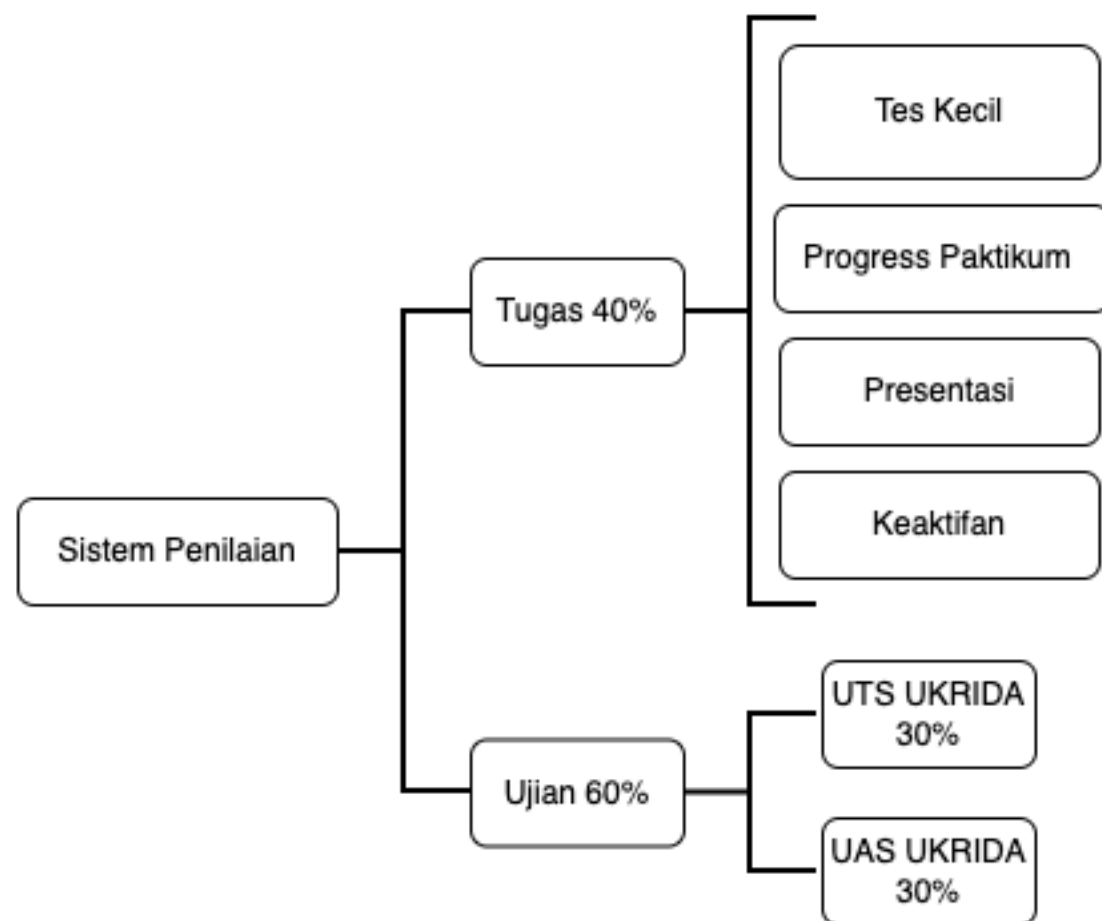 Tes Kecil
Progress Paktikum
Tugas 40%
Presentasi
Keaktifan
Sistem Penilaian
UTS UKRIDA
30%
Ujian 60%
UAS UKRIDA
30%